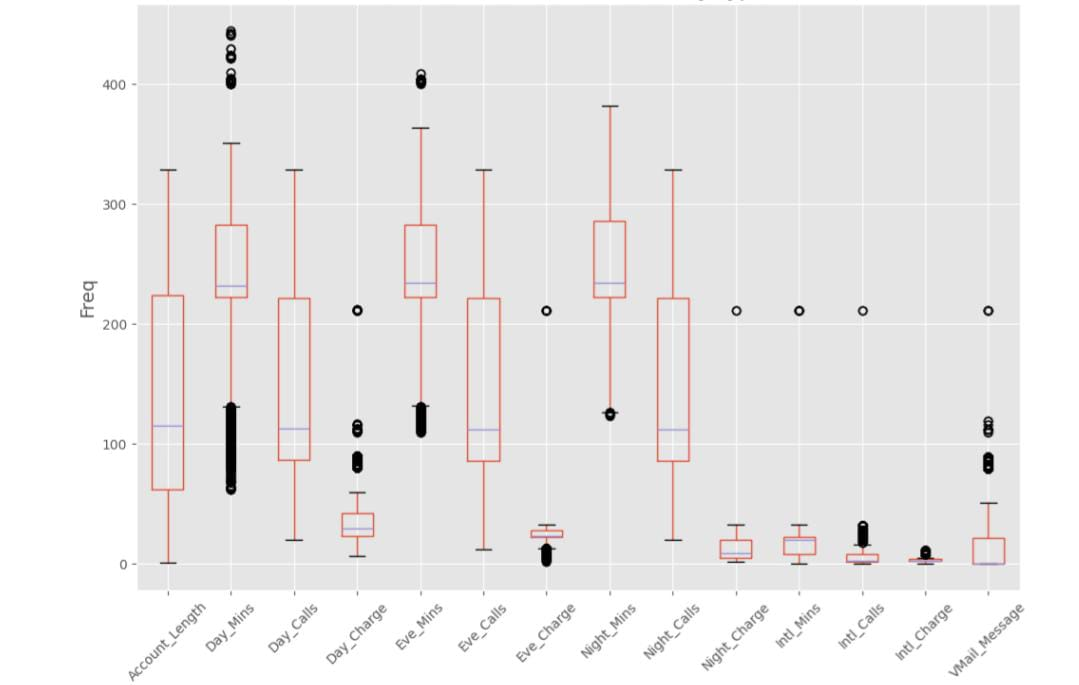 400
300
200
100
0
Freq
Account_Length
Day_Mins
Day_Calls
Day_Charge
Eve_Mins
Eve_Calls
Eve_Charge
Night_Mins
Night_Calls
Night_Charge
Intl_Mins
Intl_Calls
Intl_Charge
VMail_Message